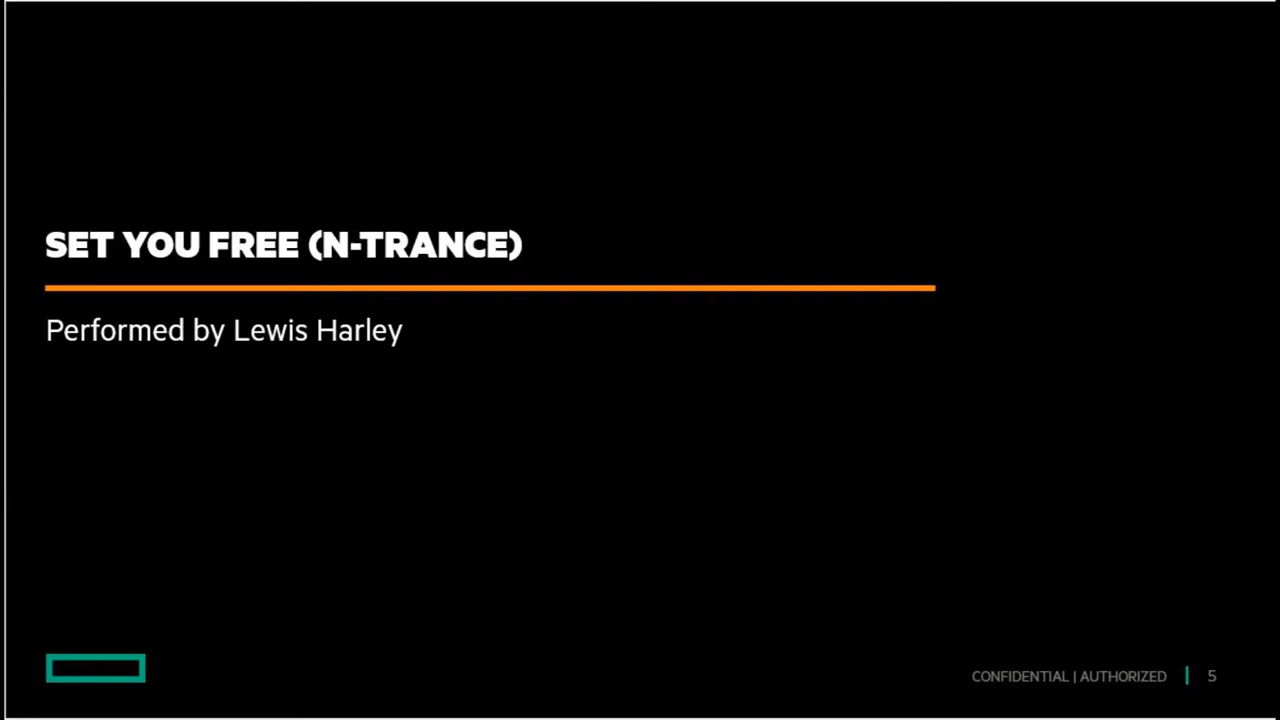 SET YOU FREE (N-TRANCE)
Performed by Lewis Harley
CONFIDENTIAL | AUTHORIZED 5